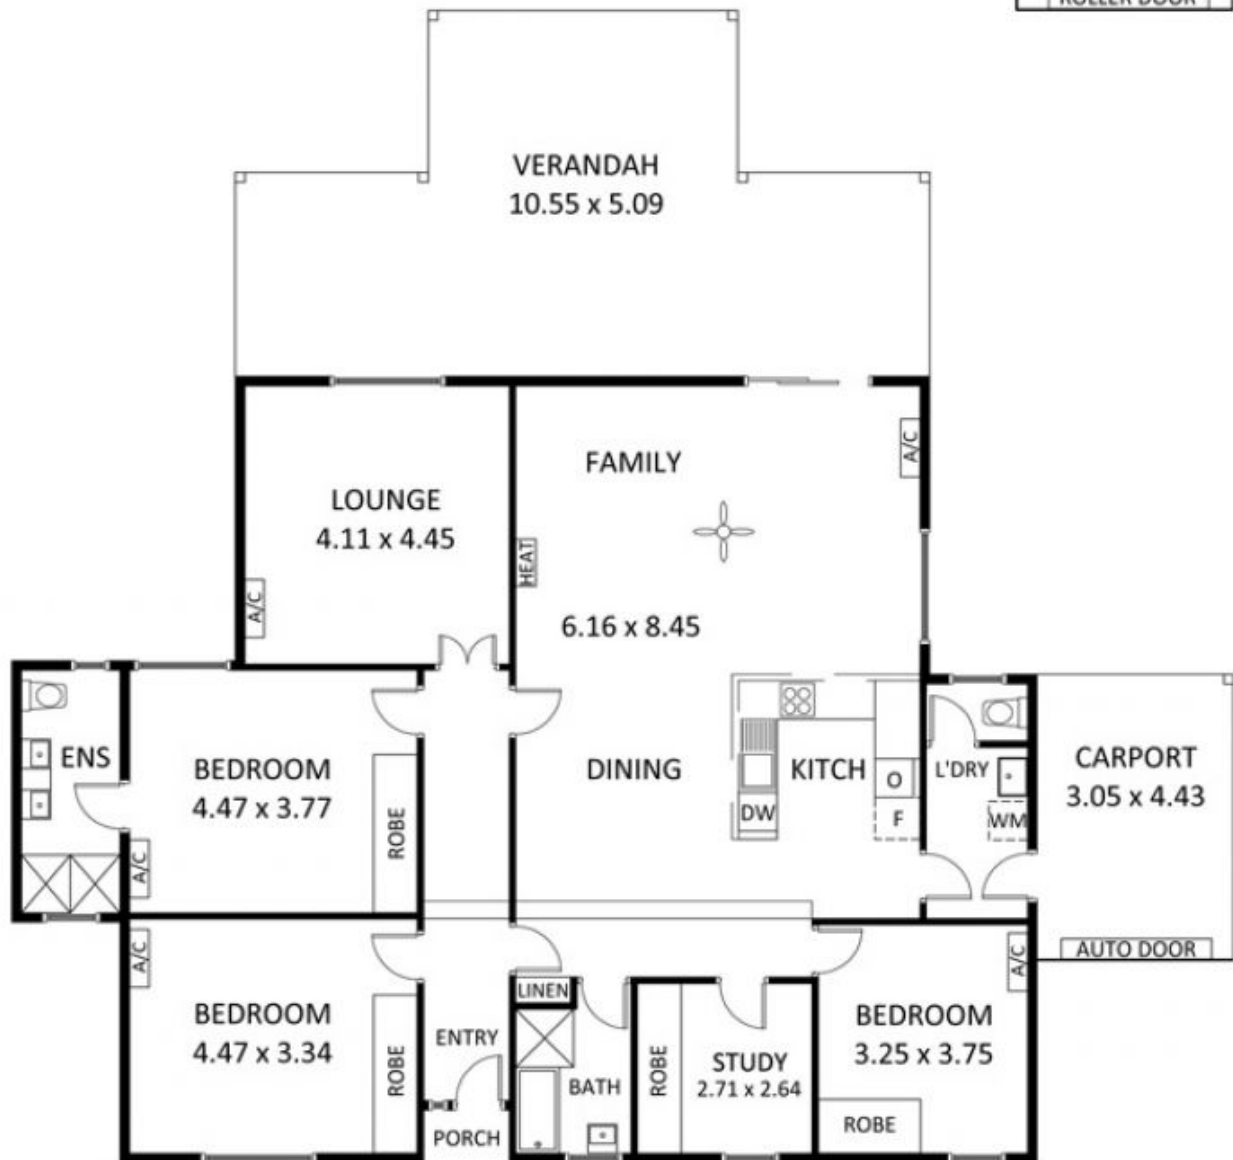 ROLLER DOOR
VERANDAH
10.55 x 5.09
A/C
FAMILY
LOUNGE
4.11 x 4.45
HEAT
A/C
6.16 x 8.45
ENS
BEDROOM
4.47 x 3.77
ROBE
A/C
DINING
KITCH
DW
O
F
L'DRY
WM
CARPORT
3.05 x 4.43
AUTO DOOR
A/C
BEDROOM
4.47 x 3.34
ROBE
ENTRY
PORCH
LINEN
BATH
ROBE
STUDY
2.71 x 2.64
A/C
BEDROOM
3.25 x 3.75
ROBE